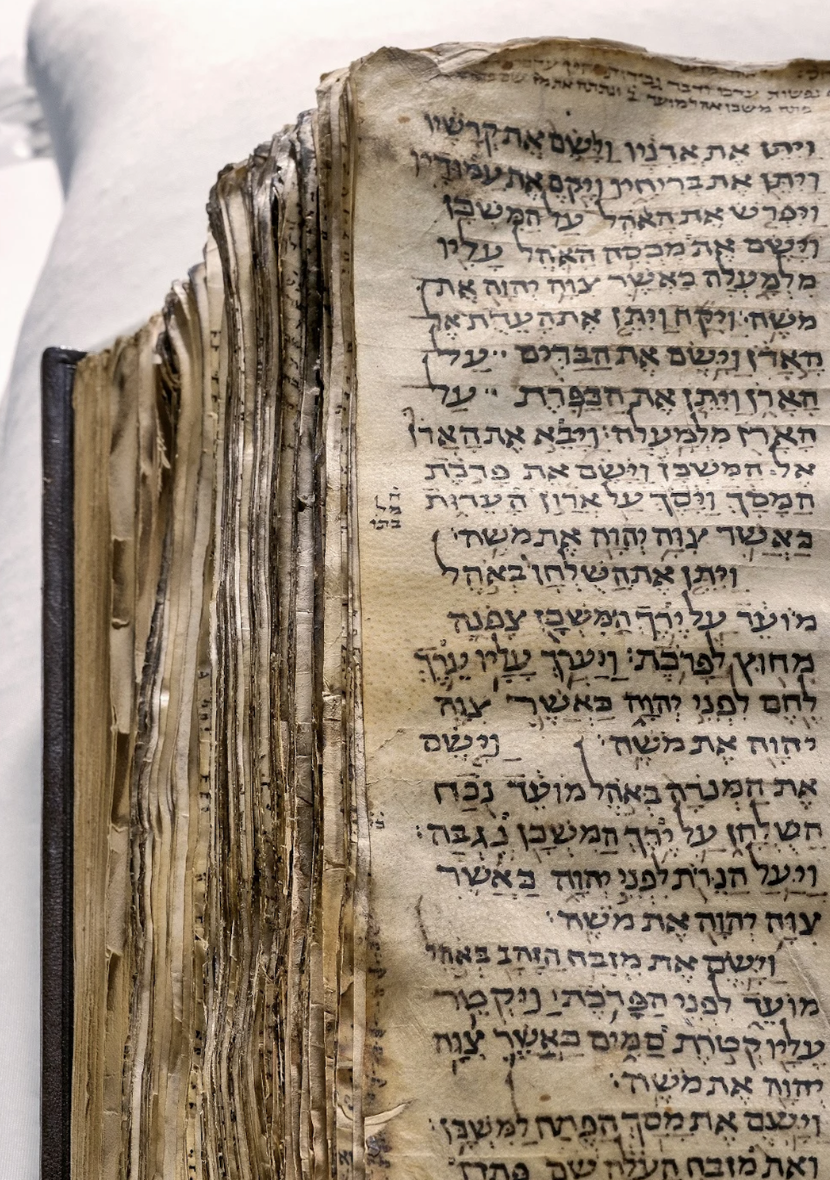 ויתן את אדניו וישם את קרשיו
ויתן את בריחיו ויקם את עמודיו
ויפרש את האהל על המשכן
וישם את מכסה האהל עליו
מלמעלה כאשר צוה יהוה את
משה׃ ויקח ויתן את העדת אל
הארן וישם את הבדים על
הארן ויתן את הכפרת על
הארן מלמעלה׃ ויבא את הארן
אל המשכן וישם את פרכת
המסך ויסך על ארון העדות
כאשר צוה יהוה את משה׃
ויתן את השלחן באהל
מועד על ירך המשכן צפנה
מחוץ לפרכת׃ ויערך עליו ערך
לחם לפני יהוה כאשר צוה
יהוה את משה׃ וישם
את המנרה באהל מועד נכח
השלחן על ירך המשכן נגבה׃
ויעל הנרת לפני יהוה כאשר
צוה יהוה את משה׃
וישם את מזבח הזהב באהל
מועד לפני הפרכת׃ ויקטר
עליו קטרת סמים כאשר צוה
יהוה את משה׃
וישם את מסך הפתח למשכן׃
ואת מזבח העלה שם פתח